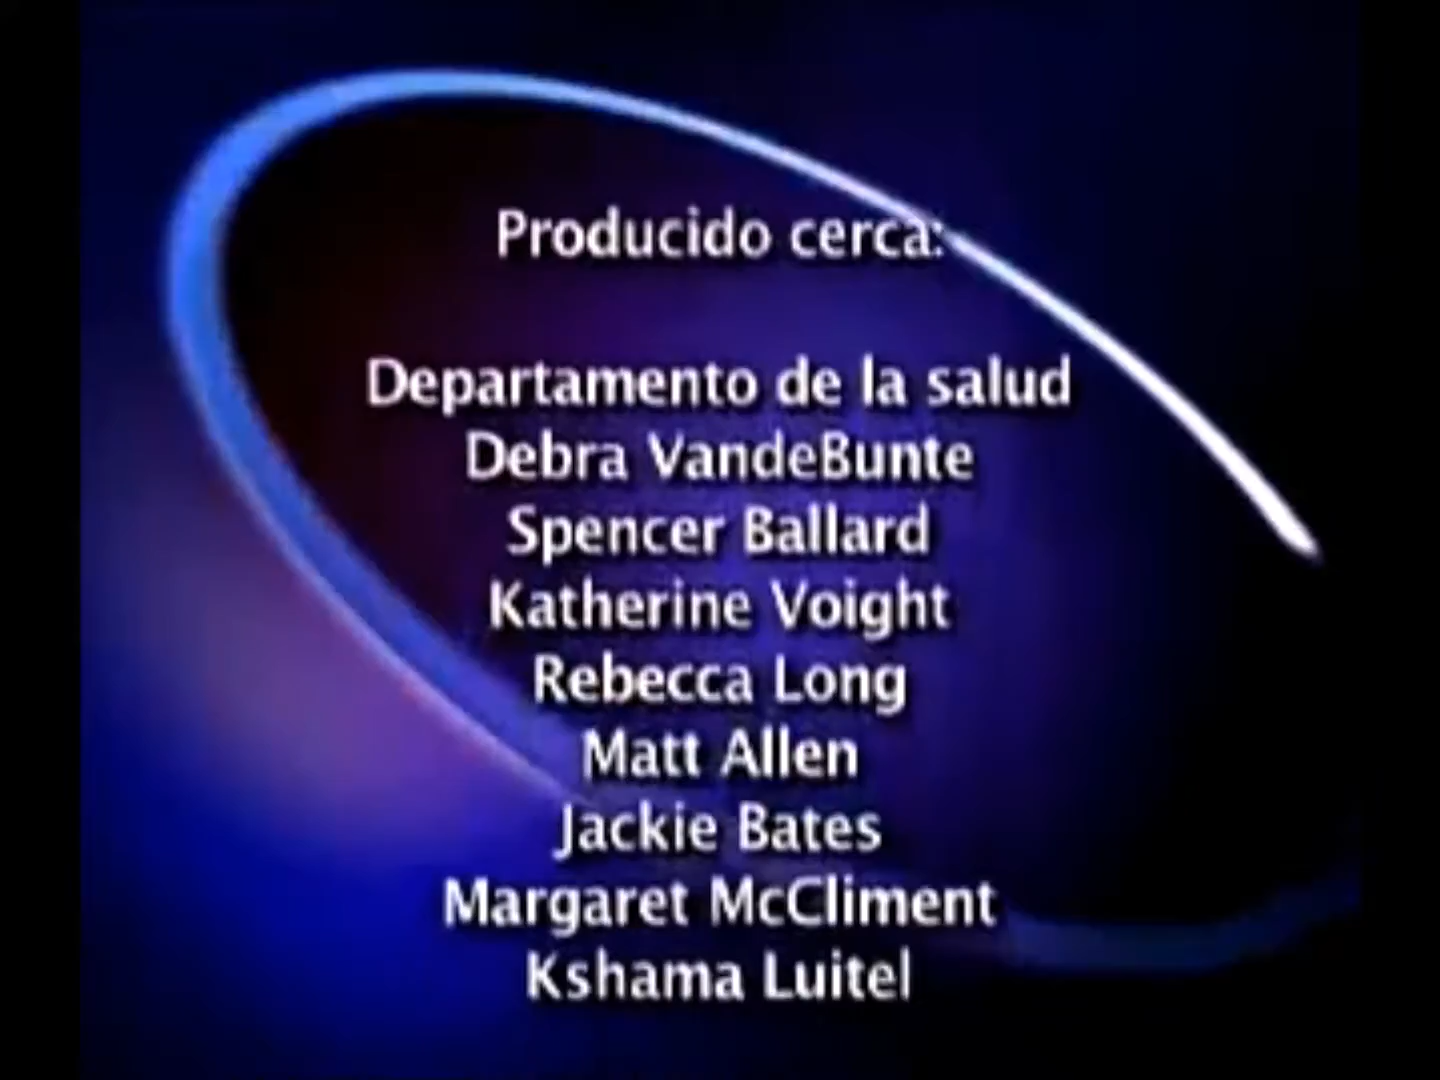 Producido cerca:
Departamento de la salud
Debra VandeBunte
Spencer Ballard
Katherine Voight
Rebecca Long
Matt Allen
Jackie Bates
Margaret McCliment
Kshama Luitel